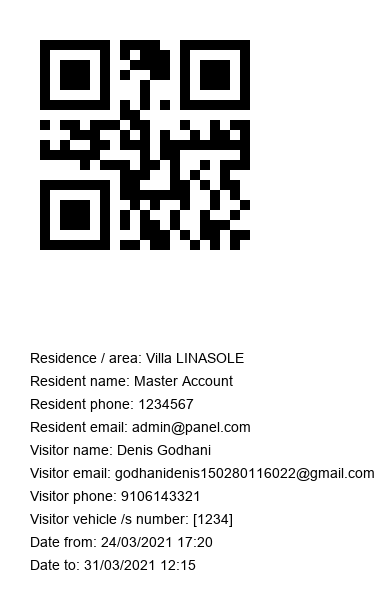 Residence / area: Villa LINASOLE
Resident name: Master Account
Resident phone: 1234567
Resident email: admin@panel.com
Visitor name: Denis Godhani
Visitor email: godhanidenis150280116022@gmail.com
Visitor phone: 9106143321
Visitor vehicle /s number: [1234]
Date from: 24/03/2021 17:20
Date to: 31/03/2021 12:15